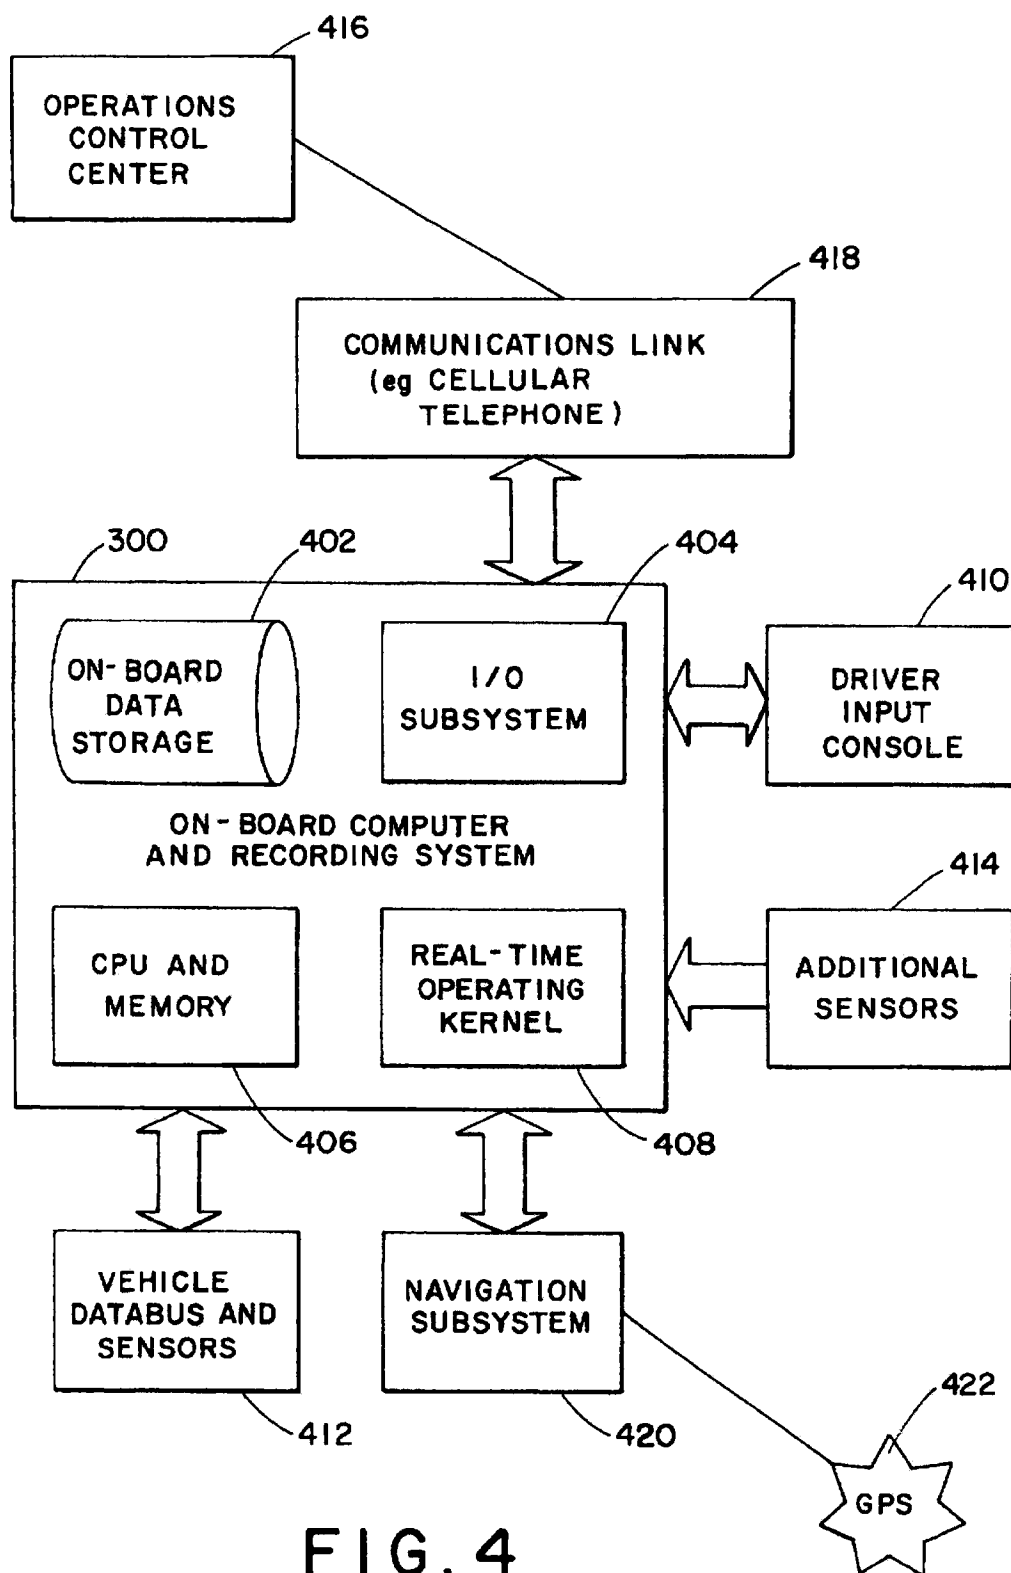 416
OPERATIONS
CONTROL
CENTER
418
COMMUNICATIONS LINK
(eg CELLULAR
TELEPHONE)
300
402
404
410
ON-BOARD
DATA
STORAGE
I/O
SUBSYSTEM
DRIVER
INPUT
CONSOLE
ON-BOARD COMPUTER
AND RECORDING SYSTEM
414
CPU AND
MEMORY
REAL-TIME
OPERATING
KERNEL
ADDITIONAL
SENSORS
406
408
VEHICLE
DATABUS AND
SENSORS
NAVIGATION
SUBSYSTEM
412
420
422
GPS
FIG. 4